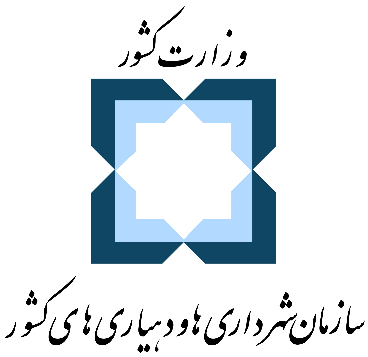 وزارت کشور
سازمان شهرداری ها و دهیاری های کشور